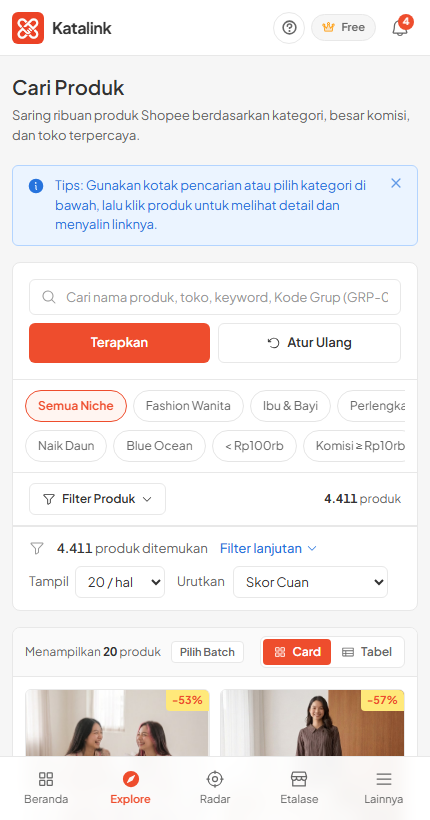 Katalink
Free
4
Cari Produk
Saring ribuan produk Shopee berdasarkan kategori, besar komisi,
dan toko terpercaya.
Tips: Gunakan kotak pencarian atau pilih kategori di
bawah, lalu klik produk untuk melihat detail dan
menyalin linknya.
Cari nama produk, toko, keyword, Kode Grup (GRP-0
Terapkan
Atur Ulang
Semua Niche
Fashion Wanita
Ibu & Bayi
Perlengka
Naik Daun
Blue Ocean
< Rp100rb
Komisi ≥ Rp10rb
Filter Produk
4.411 produk
4.411 produk ditemukan
Filter lanjutan
Tampil
20 / hal
Urutkan
Skor Cuan
Menampilkan 20 produk
Pilih Batch
Card
Tabel
-53%
-57%
Beranda
Explore
Radar
Etalase
Lainnya